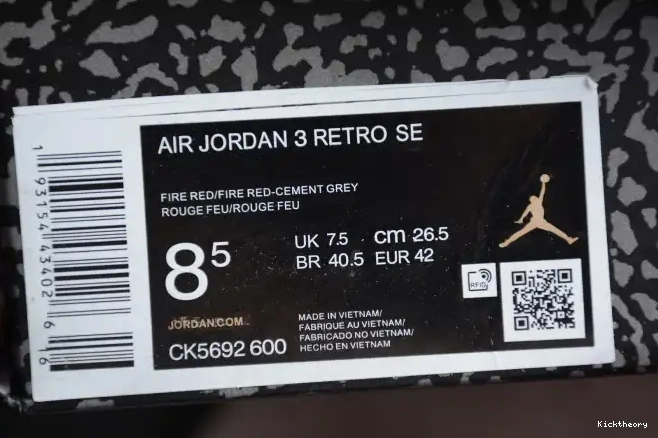 AIR JORDAN 3 RETRO SE
FIRE RED/FIRE RED-CEMENT GREY
ROUGE FEU/ROUGE FEU
8⁵
UK 7.5 cm 26.5
BR 40.5 EUR 42
RFID
JORDAN.COM
CK5692 600
MADE IN VIETNAM/
FABRIQUE AU VIETNAM/
FABRICADO NO VIETNAM/
HECHO EN VIETNAM
1 93154 43402 6 16
Kicktheory